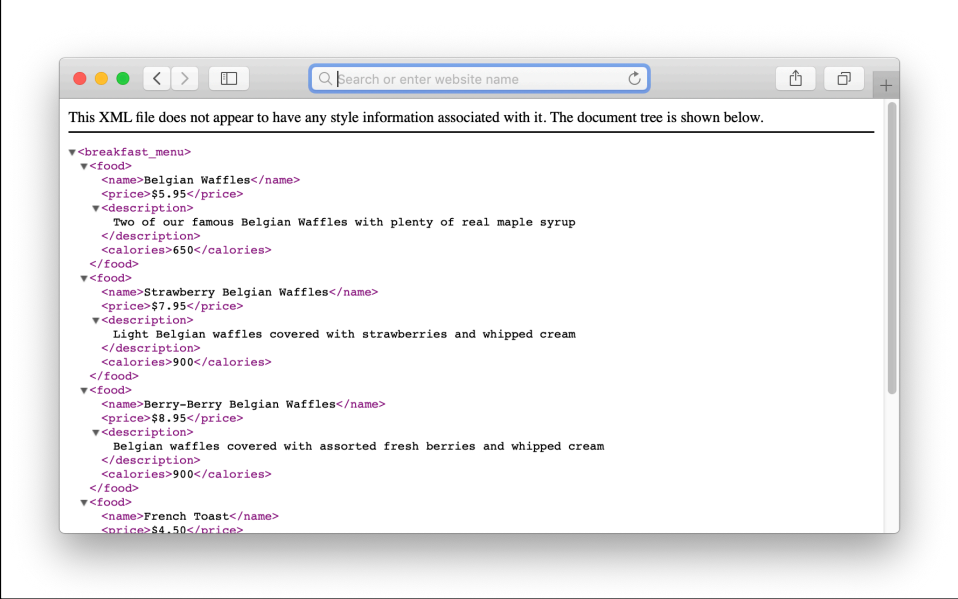 Search or enter website name
This XML file does not appear to have any style information associated with it. The document tree is shown below.
<breakfast_menu>
<food>
<name>Belgian Waffles</name>
<price>$5.95</price>
<description>
Two of our famous Belgian Waffles with plenty of real maple syrup
</description>
<calories>650</calories>
</food>
<food>
<name>Strawberry Belgian Waffles</name>
<price>$7.95</price>
<description>
Light Belgian waffles covered with strawberries and whipped cream
</description>
<calories>900</calories>
</food>
<food>
<name>Berry-Berry Belgian Waffles</name>
<price>$8.95</price>
<description>
Belgian waffles covered with assorted fresh berries and whipped cream
</description>
<calories>900</calories>
</food>
<food>
<name>French Toast</name>
<price>$4.50</price>